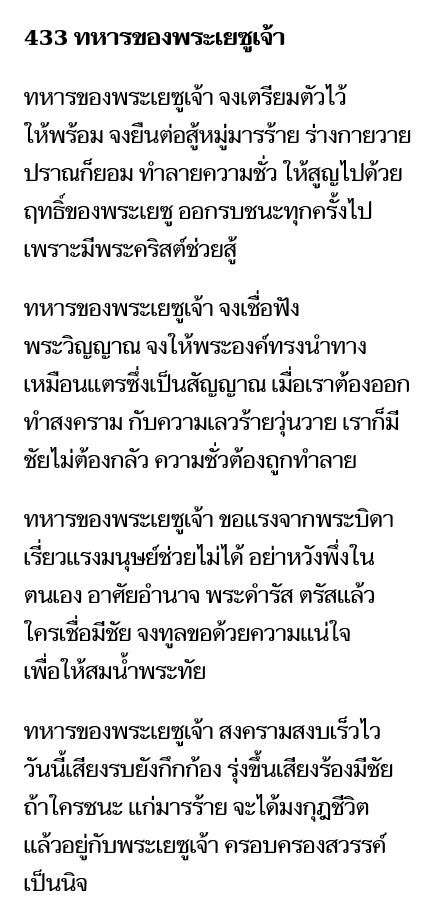 433 ทหารของพระเยซูเจ้า
ทหารของพระเยซูเจ้า จงเตรียมตัวไว้
ให้พร้อม จงยืนต่อสู้หมู่มารร้าย ร่างกายวาย
ปราณก็ยอม ทำลายความชั่ว ให้สูญไปด้วย
ฤทธิ์ของพระเยซู ออกรบชนะทุกครั้งไป
เพราะมีพระคริสต์ช่วยสู้
ทหารของพระเยซูเจ้า จงเชื่อฟัง
พระวิญญาณ จงให้พระองค์ทรงนำทาง
เหมือนแตรซึ่งเป็นสัญญาณ เมื่อเราต้องออก
ทำสงคราม กับความเลวร้ายวุ่นวาย เราก็มี
ชัยไม่ต้องกลัว ความชั่วต้องถูกทำลาย
ทหารของพระเยซูเจ้า ขอแรงจากพระบิดา
เรี่ยวแรงมนุษย์ช่วยไม่ได้ อย่าหวังพึ่งใน
ตนเอง อาศัยอำนาจ พระดำรัส ตรัสแล้ว
ใครเชื่อมีชัย จงทูลขอด้วยความแน่ใจ
เพื่อให้สมน้ำพระทัย
ทหารของพระเยซูเจ้า สงครามสงบเร็วไว
วันนี้เสียงรบยังกึกก้อง รุ่งขึ้นเสียงร้องมีชัย
ถ้าใครชนะ แก่มารร้าย จะได้มงกุฎชีวิต
แล้วอยู่กับพระเยซูเจ้า ครอบครองสวรรค์
เป็นนิจ